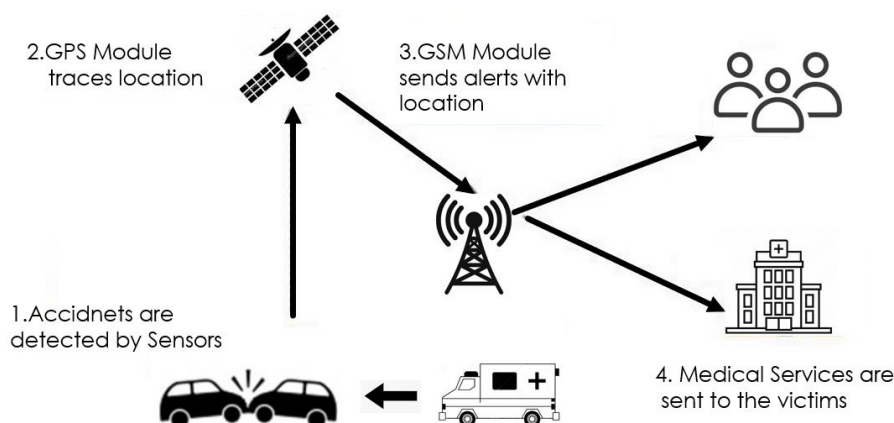 2.GPS Module
traces location
3.GSM Module
sends alerts with
location
1.Accidnets are
detected by Sensors
4. Medical Services are
sent to the victims